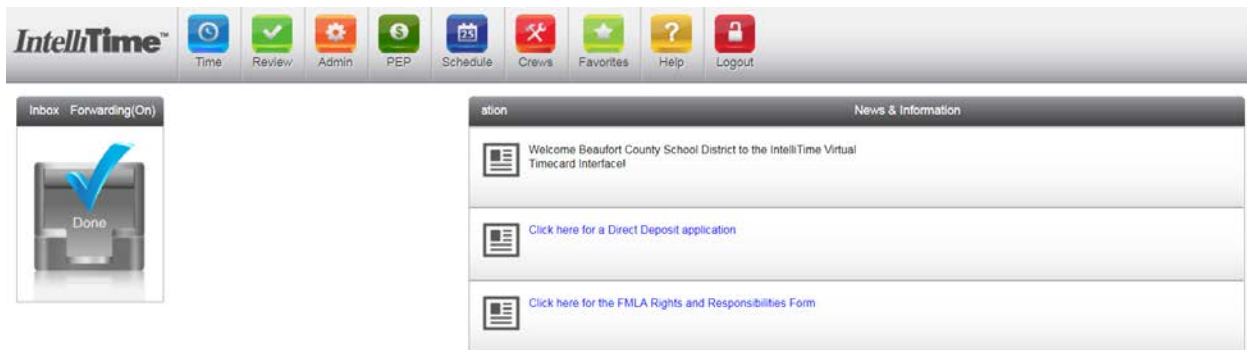 IntelliTime™
Time
Review
Admin
PEP
25
Schedule
Crews
Favorites
Help
Logout
Inbox Forwarding(On)
Done
ation
News & Information
Welcome Beaufort County School District to the IntelliTime Virtual
Timecard Interface!
Click here for a Direct Deposit application
Click here for the FMLA Rights and Responsibilities Form